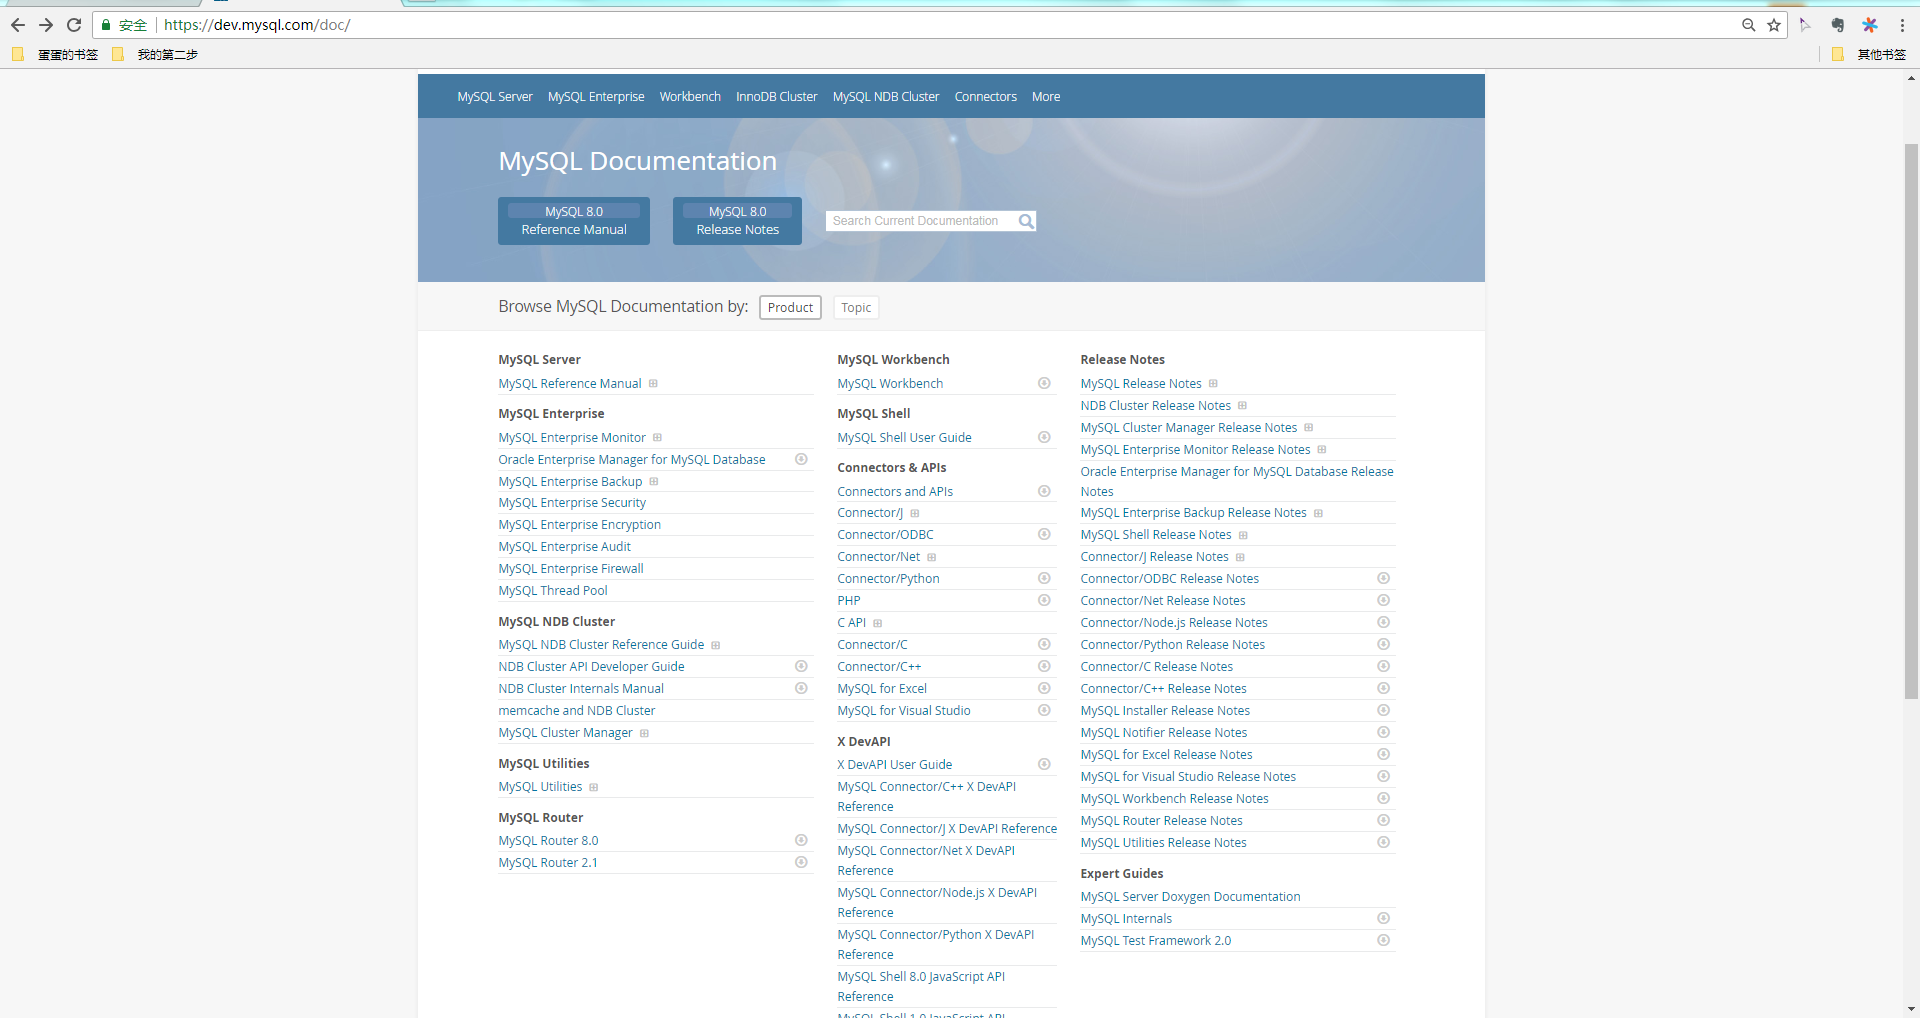 安全 https://dev.mysql.com/doc/
蛋蛋的书签 我的第二步 其他书签
MySQL Server MySQL Enterprise Workbench InnoDB Cluster MySQL NDB Cluster Connectors More
MySQL Documentation
MySQL 8.0
Reference Manual
MySQL 8.0
Release Notes
Search Current Documentation
Browse MySQL Documentation by: Product Topic
MySQL Server
MySQL Reference Manual
MySQL Enterprise
MySQL Enterprise Monitor
Oracle Enterprise Manager for MySQL Database
MySQL Enterprise Backup
MySQL Enterprise Security
MySQL Enterprise Encryption
MySQL Enterprise Audit
MySQL Enterprise Firewall
MySQL Thread Pool
MySQL NDB Cluster
MySQL NDB Cluster Reference Guide
NDB Cluster API Developer Guide
NDB Cluster Internals Manual
memcache and NDB Cluster
MySQL Cluster Manager
MySQL Utilities
MySQL Utilities
MySQL Router
MySQL Router 8.0
MySQL Router 2.1
MySQL Workbench
MySQL Workbench
MySQL Shell
MySQL Shell User Guide
Connectors & APIs
Connectors and APIs
Connector/J
Connector/ODBC
Connector/Net
Connector/Python
PHP
C API
Connector/C
Connector/C++
MySQL for Excel
MySQL for Visual Studio
X DevAPI
X DevAPI User Guide
MySQL Connector/C++ X DevAPI
Reference
MySQL Connector/J X DevAPI Reference
MySQL Connector/Net X DevAPI
Reference
MySQL Connector/Node.js X DevAPI
Reference
MySQL Connector/Python X DevAPI
Reference
MySQL Shell 8.0 JavaScript API
Reference
MySQL Shell 1.0 JavaScript API
Release Notes
MySQL Release Notes
NDB Cluster Release Notes
MySQL Cluster Manager Release Notes
MySQL Enterprise Monitor Release Notes
Oracle Enterprise Manager for MySQL Database Release
Notes
MySQL Enterprise Backup Release Notes
MySQL Shell Release Notes
Connector/J Release Notes
Connector/ODBC Release Notes
Connector/Net Release Notes
Connector/Node.js Release Notes
Connector/Python Release Notes
Connector/C Release Notes
Connector/C++ Release Notes
MySQL Installer Release Notes
MySQL Notifier Release Notes
MySQL for Excel Release Notes
MySQL for Visual Studio Release Notes
MySQL Workbench Release Notes
MySQL Router Release Notes
MySQL Utilities Release Notes
Expert Guides
MySQL Server Doxygen Documentation
MySQL Internals
MySQL Test Framework 2.0